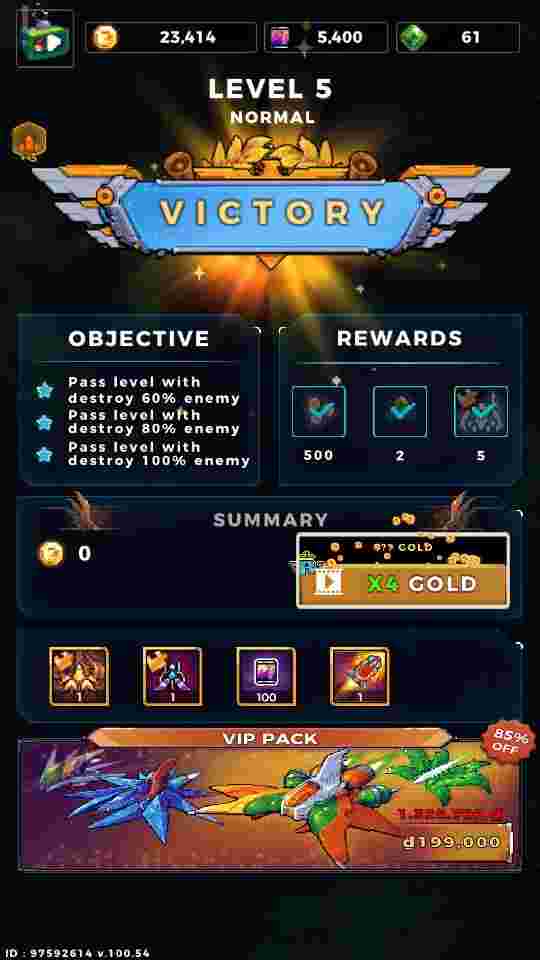 23,414
5,400
61
LEVEL 5
NORMAL
VICTORY
OBJECTIVE
Pass level with
destroy 60% enemy
Pass level with
destroy 80% enemy
Pass level with
destroy 100% enemy
REWARDS
500
2
5
SUMMARY
0
??? GOLD
X4 GOLD
1
1
100
1
VIP PACK
85%
OFF
₫199,000
ID : 97592614 v.100.54